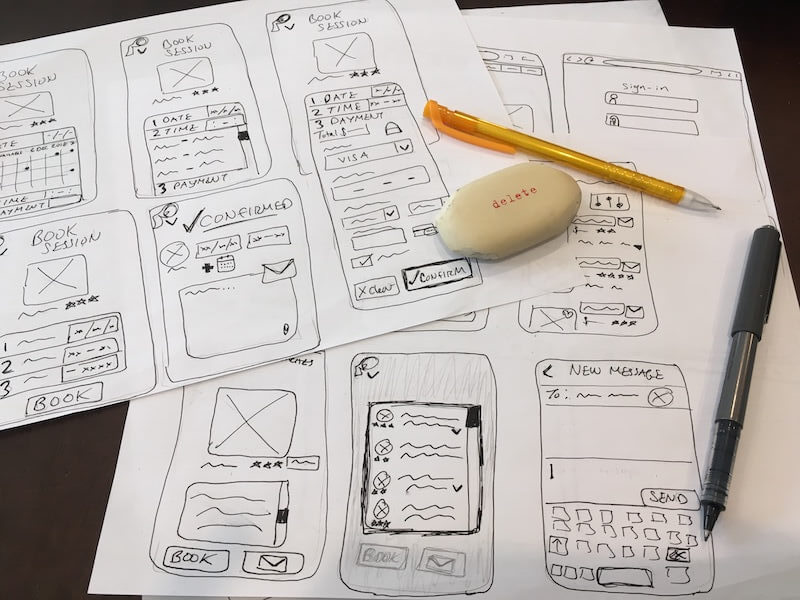 BOOK
SESSION
TIME
PAYMENT
BOOK
SESSION
1 DATE
2 TIME
3 PAYMENT
BOOK
SESSION
1 DATE
2 TIME
3 PAYMENT
Total $
VISA
X clear
✓ CONFIRM
BOOK
SESSION
1
2
3
BOOK
✓ CONFIRMED
sign-in
delete
BOOK
BOOK
< NEW MESSAGE
To:
SEND